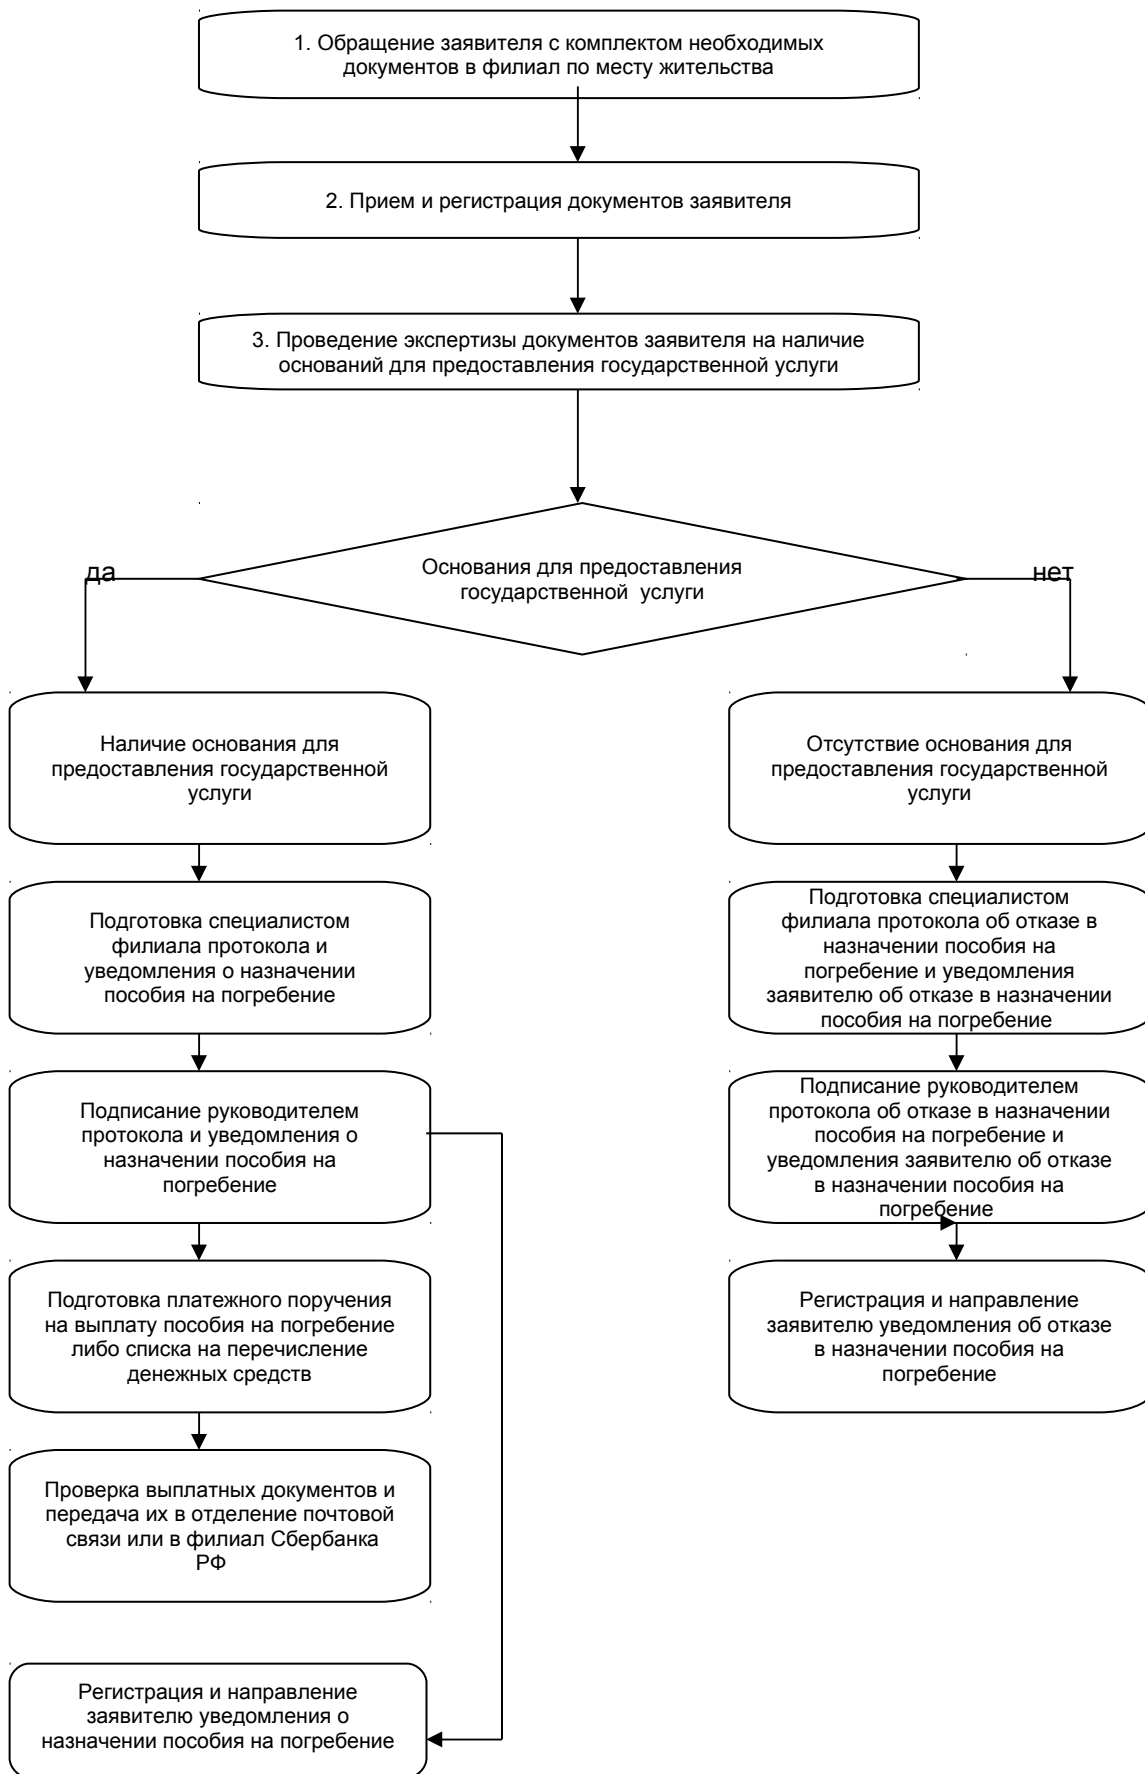 1. Обращение заявителя с комплектом необходимых
документов в филиал по месту жительства
2. Прием и регистрация документов заявителя
3. Проведение экспертизы документов заявителя на наличие
оснований для предоставления государственной услуги
Основания для предоставления
государственной услуги
да
нет
Наличие основания для
предоставления государственной
услуги
Подготовка специалистом
филиала протокола и
уведомления о назначении
пособия на погребение
Подписание руководителем
протокола и уведомления о
назначении пособия на
погребение
Подготовка платежного поручения
на выплату пособия на погребение
либо списка на перечисление
денежных средств
Проверка выплатных документов и
передача их в отделение почтовой
связи или в филиал Сбербанка
РФ
Регистрация и направление
заявителю уведомления о
назначении пособия на погребение
Отсутствие основания для
предоставления государственной
услуги
Подготовка специалистом
филиала протокола об отказе в
назначении пособия на
погребение и уведомления
заявителю об отказе в назначении
пособия на погребение
Подписание руководителем
протокола об отказе в назначении
пособия на погребение и
уведомления заявителю об отказе
в назначении пособия на
погребение
Регистрация и направление
заявителю уведомления об отказе
в назначении пособия на
погребение